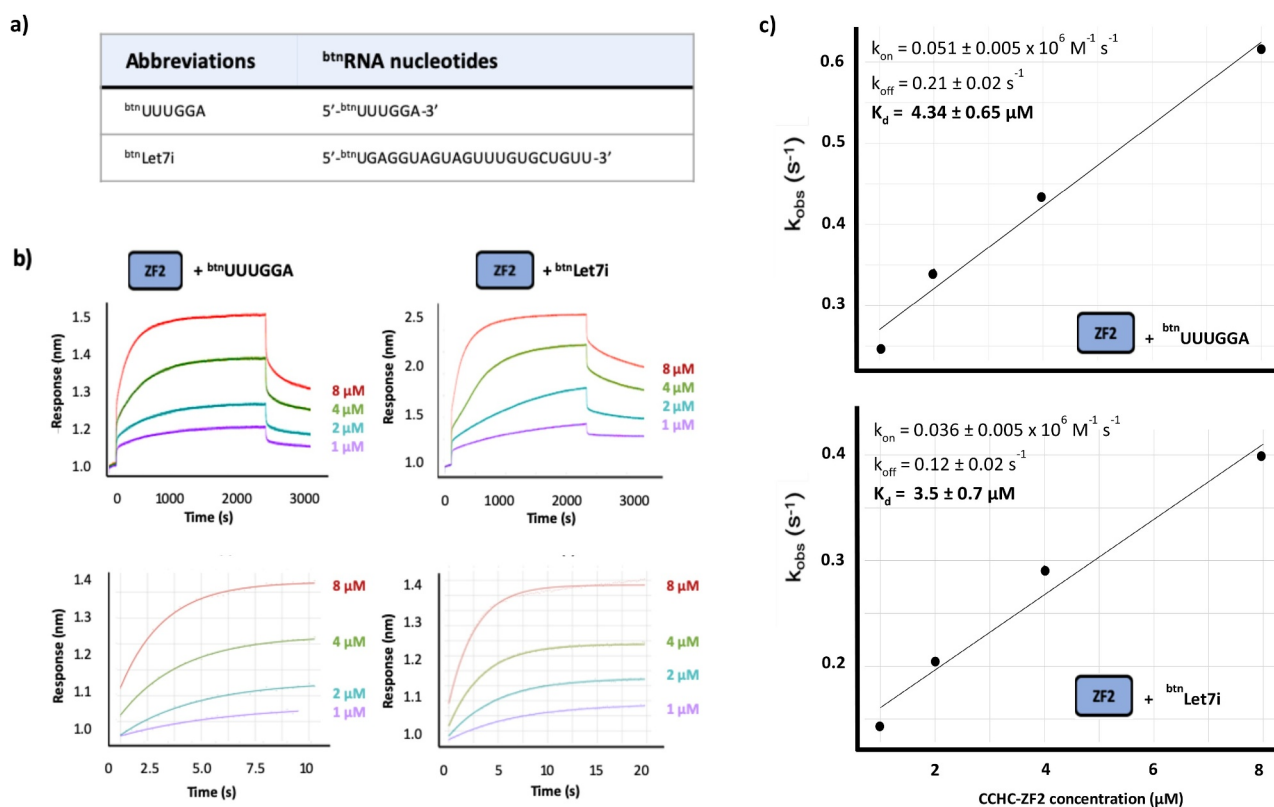 a)
Abbreviations btnRNA nucleotides
btnUUUGGA 5′-btnUUUGGA-3′
btnLet7i 5′-btnUGAGGUAGUAGUUUGUGCUGUU-3′
b)
ZF2 + btnUUUGGA
Response (nm)
1.5
1.4
1.3
1.2
1.0
8 µM
4 µM
2 µM
1 µM
0 1000 2000 3000
Time (s)
ZF2 + btnLet7i
Response (nm)
2.5
2.0
1.5
1.0
8 µM
4 µM
2 µM
1 µM
0 1000 2000 3000
Time (s)
Response (nm)
1.4
1.3
1.2
1.1
1.0
8 µM
4 µM
2 µM
1 µM
0 2.5 5.0 7.5 10
Time (s)
Response (nm)
1.4
1.3
1.2
1.1
1.0
8 µM
4 µM
2 µM
1 µM
0 5 10 15 20
Time (s)
c)
kon = 0.051 ± 0.005 x 10⁶ M⁻¹ s⁻¹
koff = 0.21 ± 0.02 s⁻¹
Kd = 4.34 ± 0.65 µM
kobs (s⁻¹)
0.6
0.5
0.4
0.3
ZF2 + btnUUUGGA
kon = 0.036 ± 0.005 x 10⁶ M⁻¹ s⁻¹
koff = 0.12 ± 0.02 s⁻¹
Kd = 3.5 ± 0.7 µM
kobs (s⁻¹)
0.4
0.3
0.2
ZF2 + btnLet7i
2 4 6 8
CCHC-ZF2 concentration (µM)